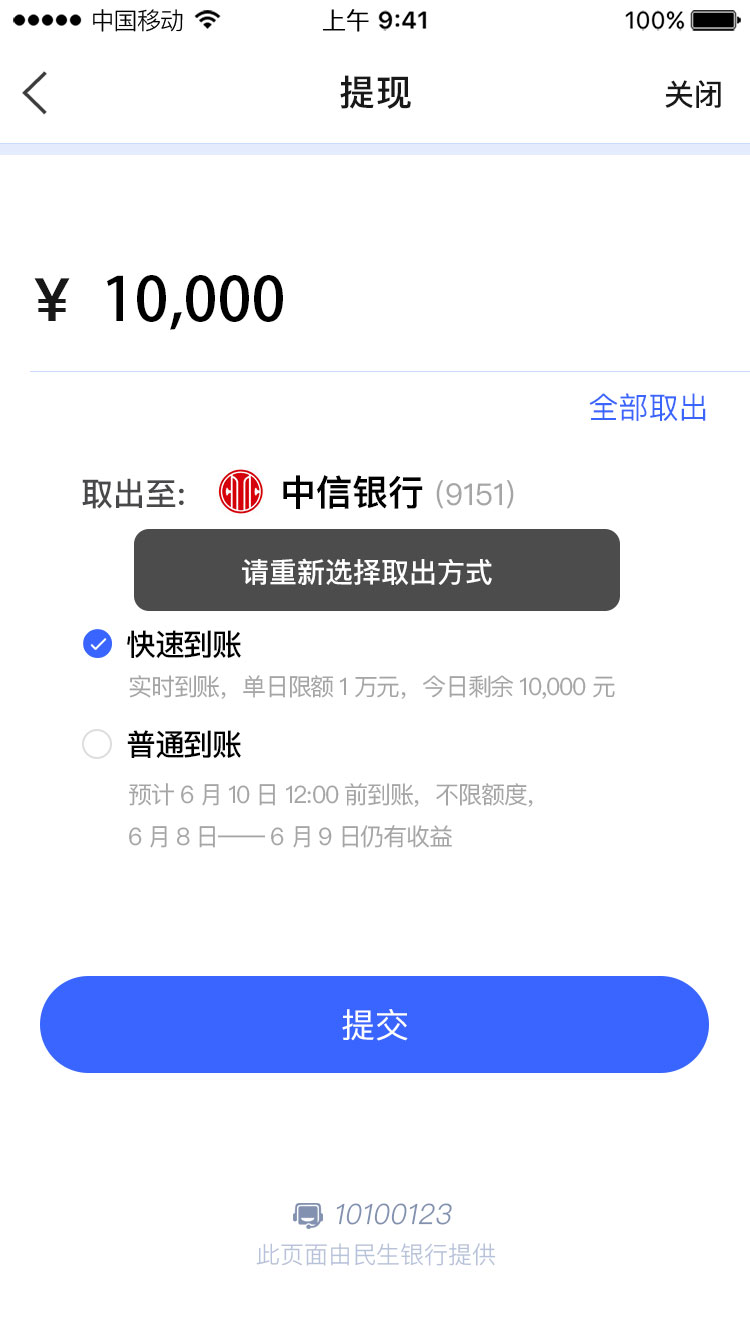 中国移动 上午 9:41 100%
提现 关闭
¥ 10,000
全部取出
取出至: 中信银行 (9151)
请重新选择取出方式
快速到账
实时到账，单日限额 1 万元，今日剩余 10,000 元
普通到账
预计 6 月 10 日 12:00 前到账，不限额度，
6 月 8 日—— 6 月 9 日仍有收益
提交
10100123
此页面由民生银行提供